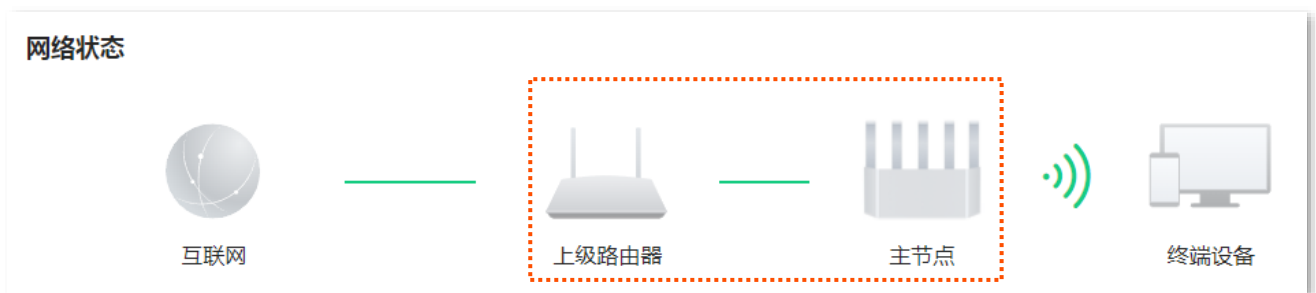 网络状态
互联网
上级路由器
主节点
终端设备